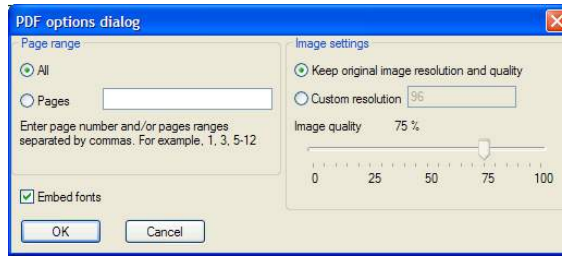 PDF options dialog
Page range
All
Pages
Enter page number and/or pages ranges
separated by commas. For example, 1, 3, 5-12
Embed fonts
OK Cancel
Image settings
Keep original image resolution and quality
Custom resolution 96
Image quality 75 %
0 25 50 75 100